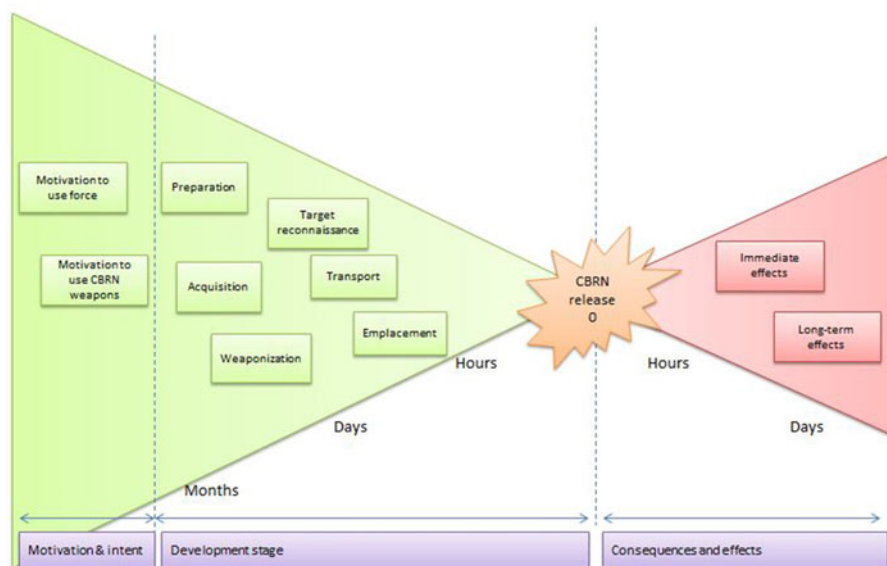 Motivation to
use force
Motivation to
use CBRN
weapons
Preparation
Acquisition
Weaponization
Target
reconnaissance
Transport
Emplacement
CBRN
release
0
Immediate
effects
Long-term
effects
Hours
Days
Months
Hours
Days
Motivation & intent
Development stage
Consequences and effects